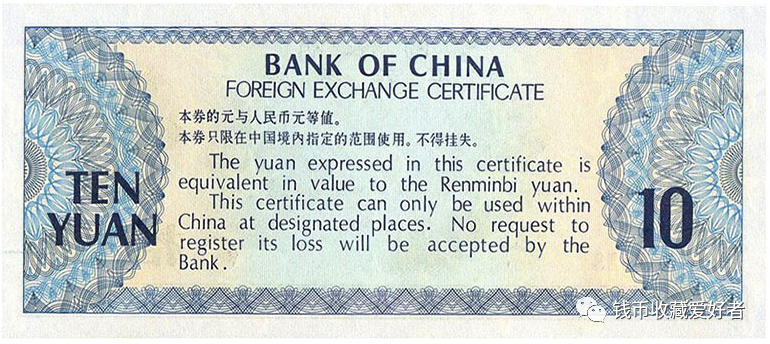 BANK OF CHINA
FOREIGN EXCHANGE CERTIFICATE
本券的元与人民币元等值。
本券只限在中国境内指定的范围使用。不得挂失。
The yuan expressed in this certificate is
equivalent in value to the Renminbi yuan.
This certificate can only be used within
China at designated places. No request to
register its loss will be accepted by the
Bank.
TEN
YUAN
10
钱币收藏爱好者